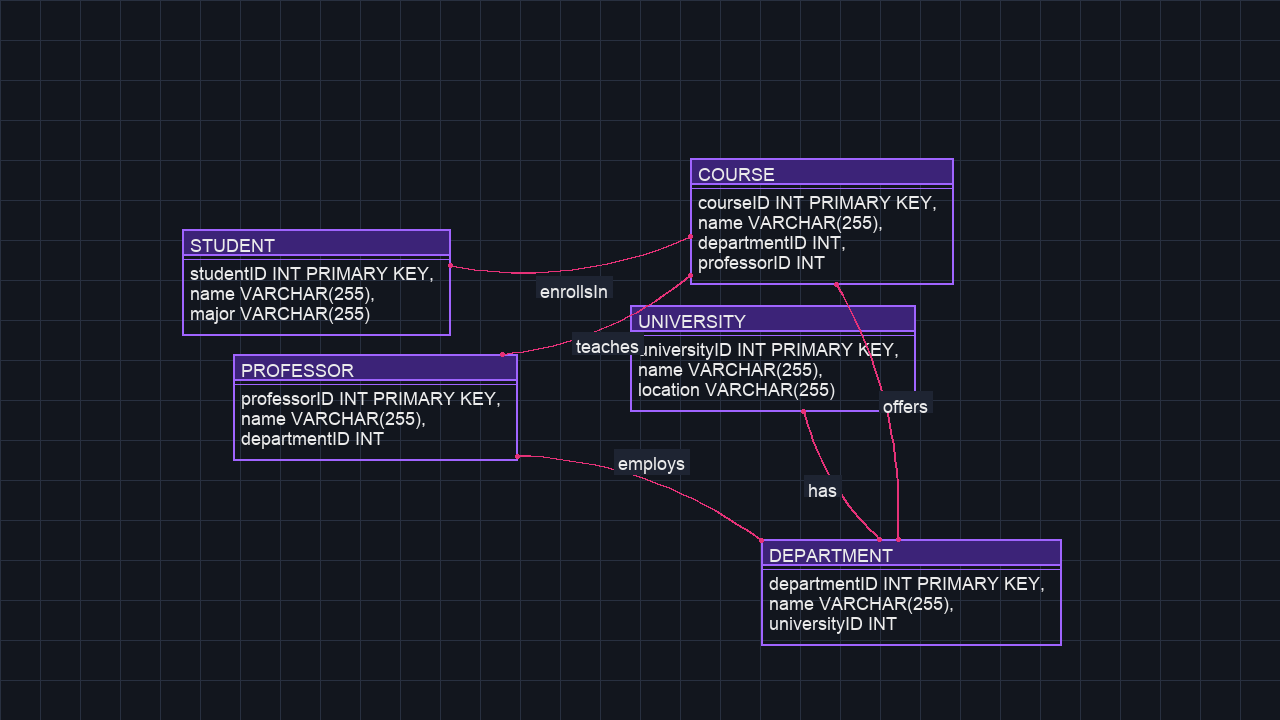 COURSE
courseID INT PRIMARY KEY,
name VARCHAR(255),
departmentID INT,
professorID INT
STUDENT
studentID INT PRIMARY KEY,
name VARCHAR(255),
major VARCHAR(255)
enrollsIn
UNIVERSITY
universityID INT PRIMARY KEY,
name VARCHAR(255),
location VARCHAR(255)
teaches
PROFESSOR
professorID INT PRIMARY KEY,
name VARCHAR(255),
departmentID INT
offers
employs
has
DEPARTMENT
departmentID INT PRIMARY KEY,
name VARCHAR(255),
universityID INT